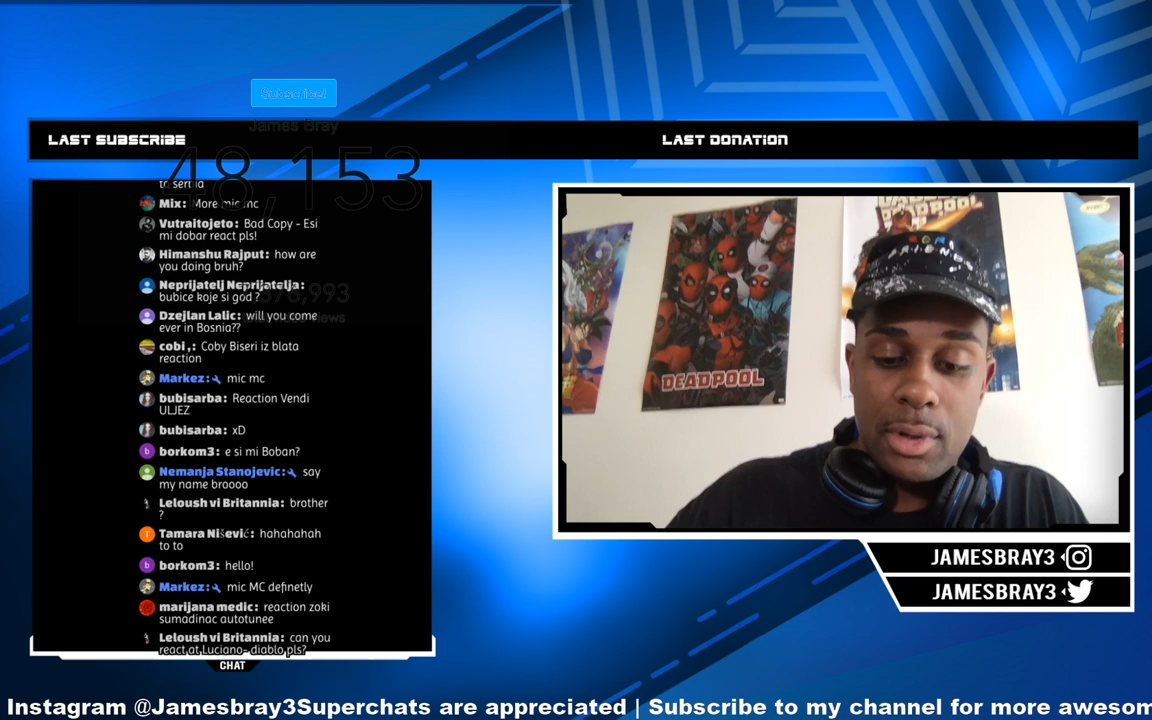 Subscribe!
James Bray
LAST SUBSCRIBE
LAST DONATION
48,153
to serbia
Mix: More mic mc
Vutraitojeto: Bad Copy - Esi
mi dobar react pls!
Himanshu Rajput: how are
you doing bruh?
Neprijatelj Neprijatelja:
bubice koje si god ?
Dzejlan Lalic: will you come
ever in Bosnia??
cobi ,: Coby Biseri iz blata
reaction
Markez: mic mc
bubisarba: Reaction Vendi
ULJEZ
bubisarba: xD
borkom3: e si mi Boban?
Nemanja Stanojevic: say
my name broooo
Leloush vi Britannia: brother
?
Tamara Nišević: hahahahah
to to
borkom3: hello!
Markez: mic MC definetly
marijana medic: reaction zoki
sumadinac autotunee
Leloush vi Britannia: can you
react at Luciano- diablo pls?
CHAT
DEADPOOL
DEADPOOL
JAMESBRAY3
JAMESBRAY3
Instagram @Jamesbray3Superchats are appreciated | Subscribe to my channel for more awesom